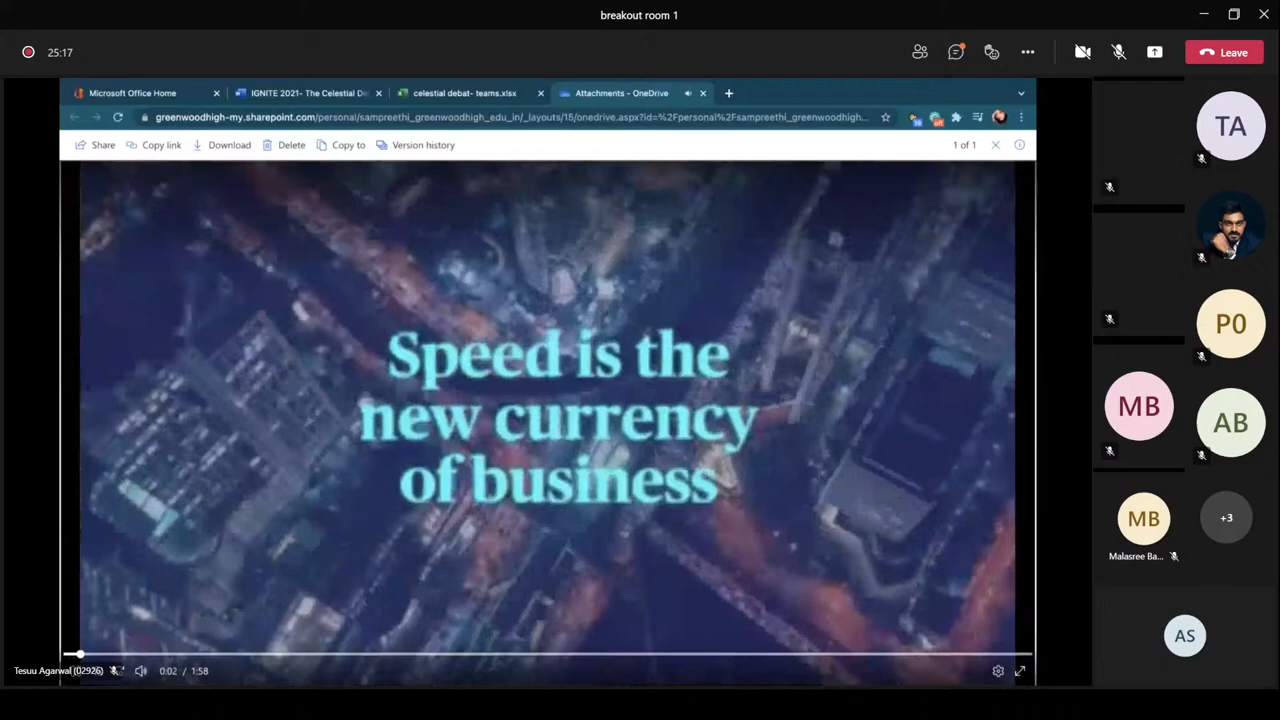 breakout room 1
25:17
Leave
Microsoft Office Home
IGNITE 2021- The Celestial De
celestial debat- teams.xlsx
Attachments - OneDrive
greenwoodhigh-my.sharepoint.com/personal/sampreethi_greenwoodhigh_edu_in/_layouts/15/onedrive.aspx?id=%2Fpersonal%2Fsampreethi_greenwoodhigh...
Share
Copy link
Download
Delete
Copy to
Version history
1 of 1
Speed is the
new currency
of business
TA
P0
MB
AB
MB
+3
Malasree Ba...
AS
Tesuu Agarwal (02926)
0:02 / 1:58